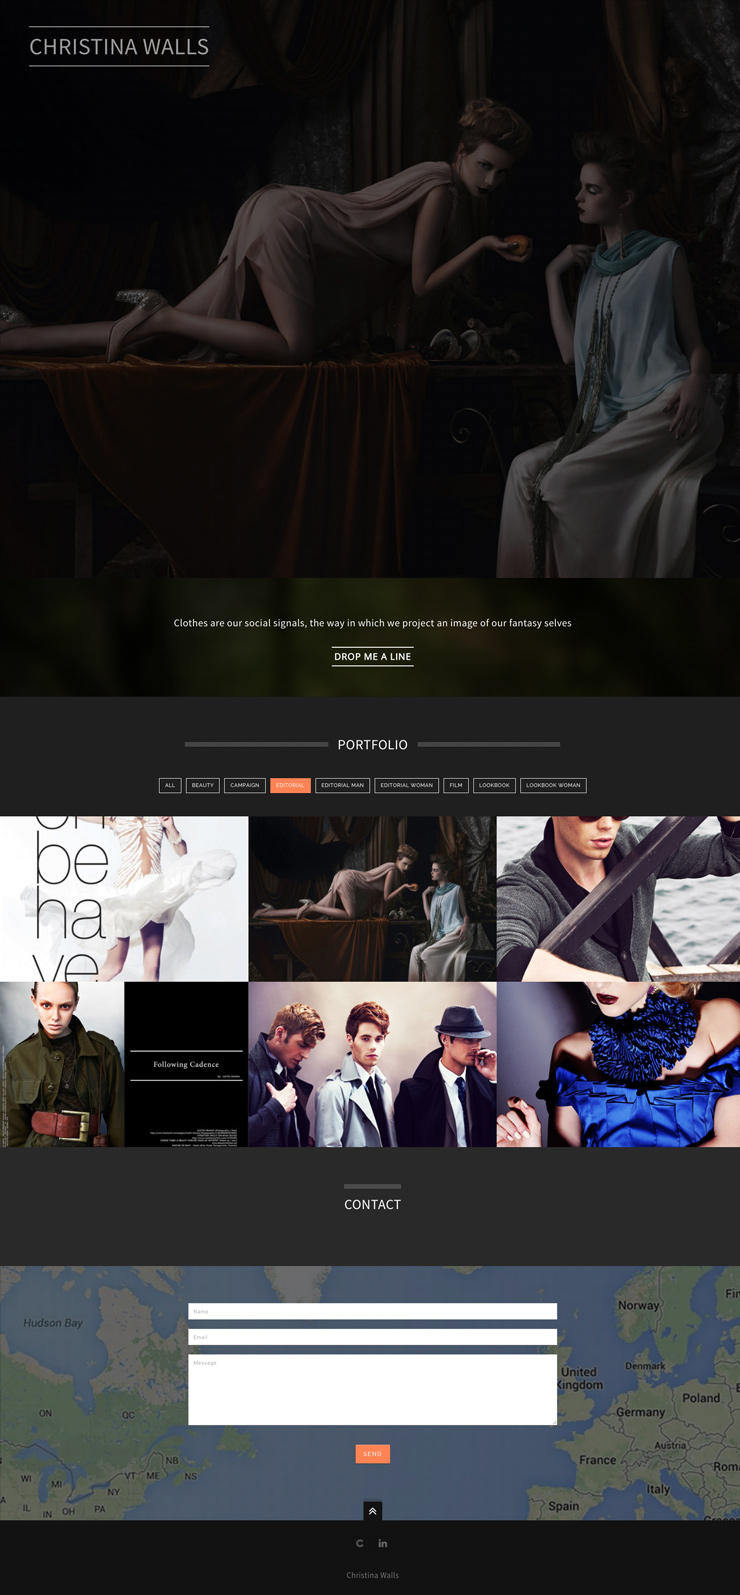 CHRISTINA WALLS
Clothes are our social signals, the way in which we project an image of our fantasy selves
DROP ME A LINE
PORTFOLIO
ALL
BEAUTY
CAMPAIGN
EDITORIAL
EDITORIAL MAN
EDITORIAL WOMAN
FILM
LOOKBOOK
LOOKBOOK WOMAN
be
ha
ve
Following Cadence
CONTACT
Hudson Bay
ON
QC
WI
MI
VT
ME
NB
NS
IL
IN
OH
PA
NY
Norway
Denmark
United
Kingdom
Poland
Germany
Austria
France
Italy
Spain
Name
Email
Message
SEND
in
Christina Walls